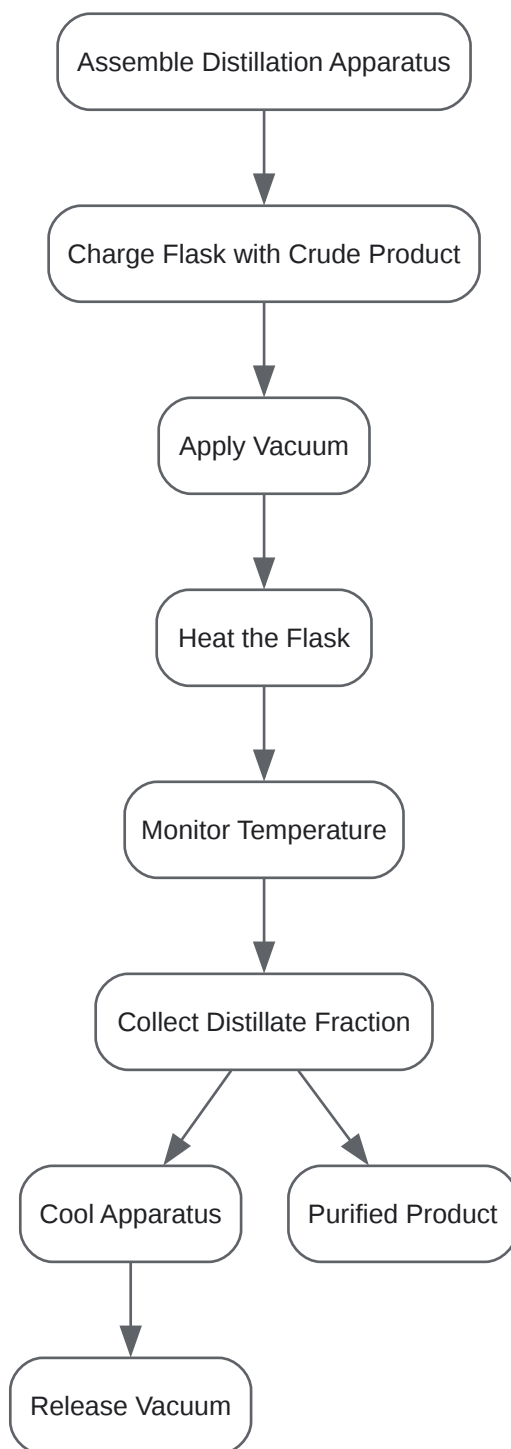 Assemble Distillation Apparatus
Charge Flask with Crude Product
Apply Vacuum
Heat the Flask
Monitor Temperature
Collect Distillate Fraction
Cool Apparatus
Purified Product
Release Vacuum